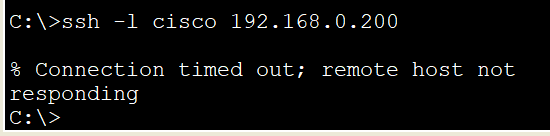 C:\>ssh -l cisco 192.168.0.200
% Connection timed out; remote host not
responding
C:\>